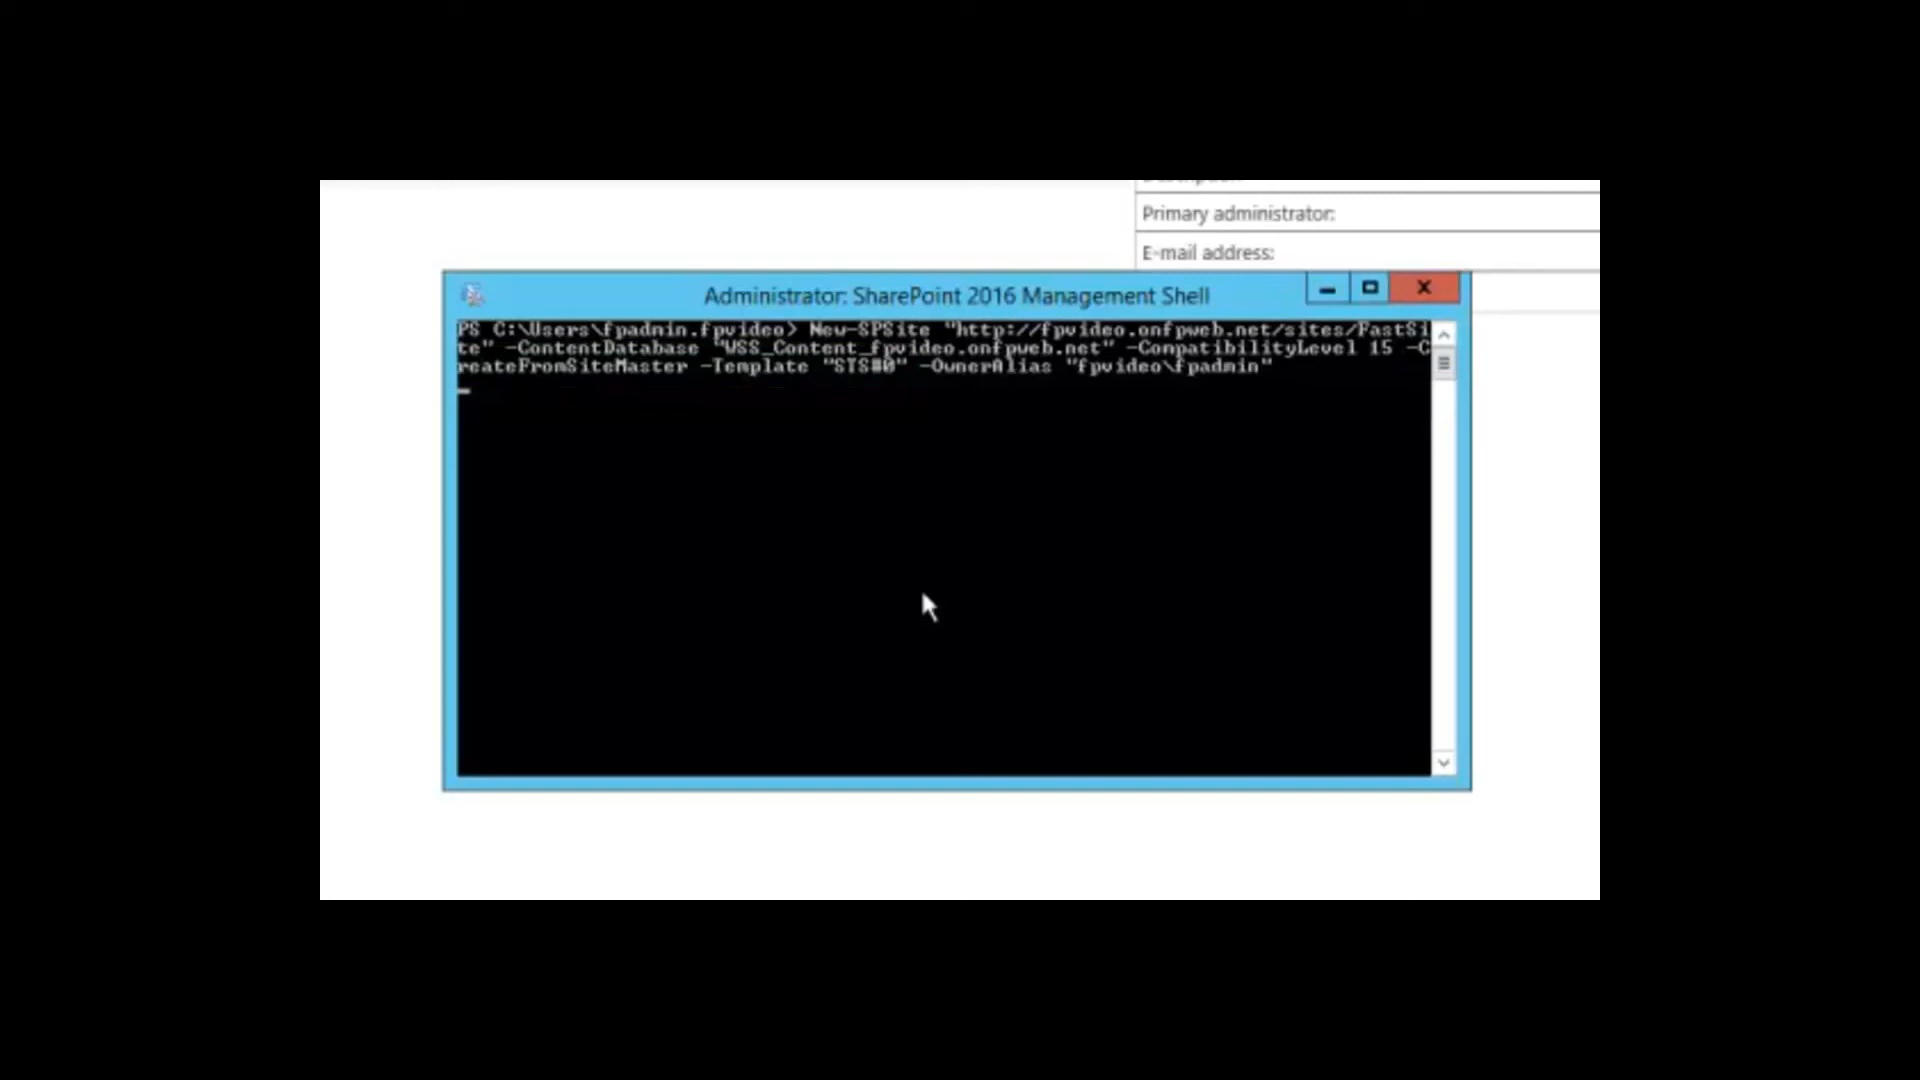 Primary administrator:
E-mail address:
Administrator: SharePoint 2016 Management Shell
PS C:\Users\fpadmin.fpvideo> New-SPSite "http://fpvideo.onfpweb.net/sites/FastSi
te" -ContentDatabase "WSS_Content_fpvideo.onfpweb.net" -CompatibilityLevel 15 -C
reateFromSiteMaster -Template "STS#0" -OwnerAlias "fpvideo\fpadmin"